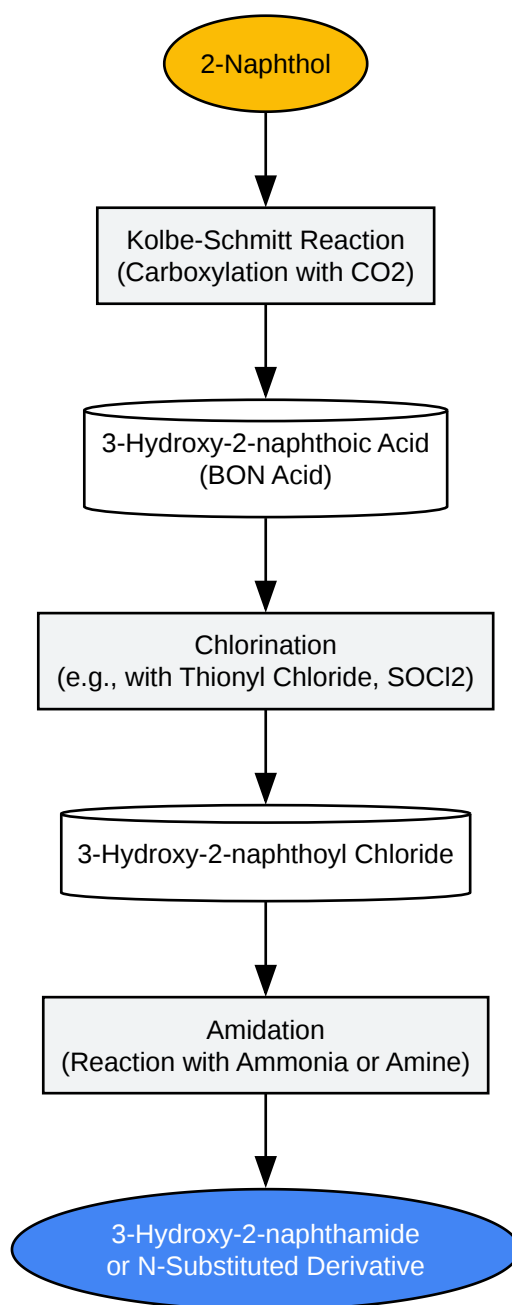 2-Naphthol
Kolbe-Schmitt Reaction
(Carboxylation with CO2)
3-Hydroxy-2-naphthoic Acid
(BON Acid)
Chlorination
(e.g., with Thionyl Chloride, SOCl2)
3-Hydroxy-2-naphthoyl Chloride
Amidation
(Reaction with Ammonia or Amine)
3-Hydroxy-2-naphthamide
or N-Substituted Derivative